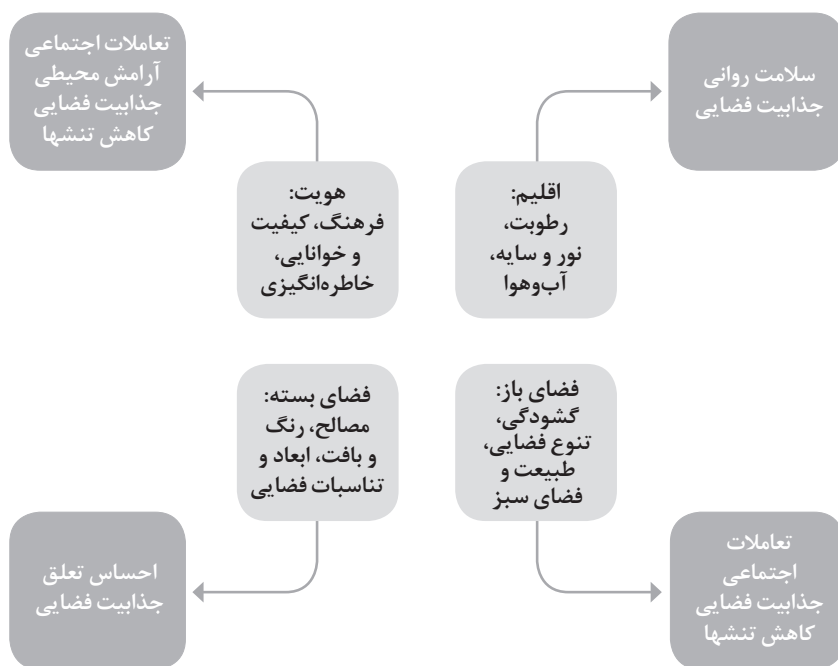 سلامت روانی
جذابیت فضایی
تعاملات اجتماعی
آرامش محیطی
جذابیت فضایی
کاهش تنشها
اقلیم:
رطوبت،
نور و سایه،
آب‌وهوا
هویت:
فرهنگ، کیفیت
و خوانایی،
خاطره‌انگیزی
فضای باز:
گشودگی،
تنوع فضایی،
طبیعت و
فضای سبز
فضای بسته:
مصالح، رنگ
و بافت، ابعاد و
تناسبات فضایی
تعاملات
اجتماعی
جذابیت فضایی
کاهش تنشها
احساس تعلق
جذابیت فضایی